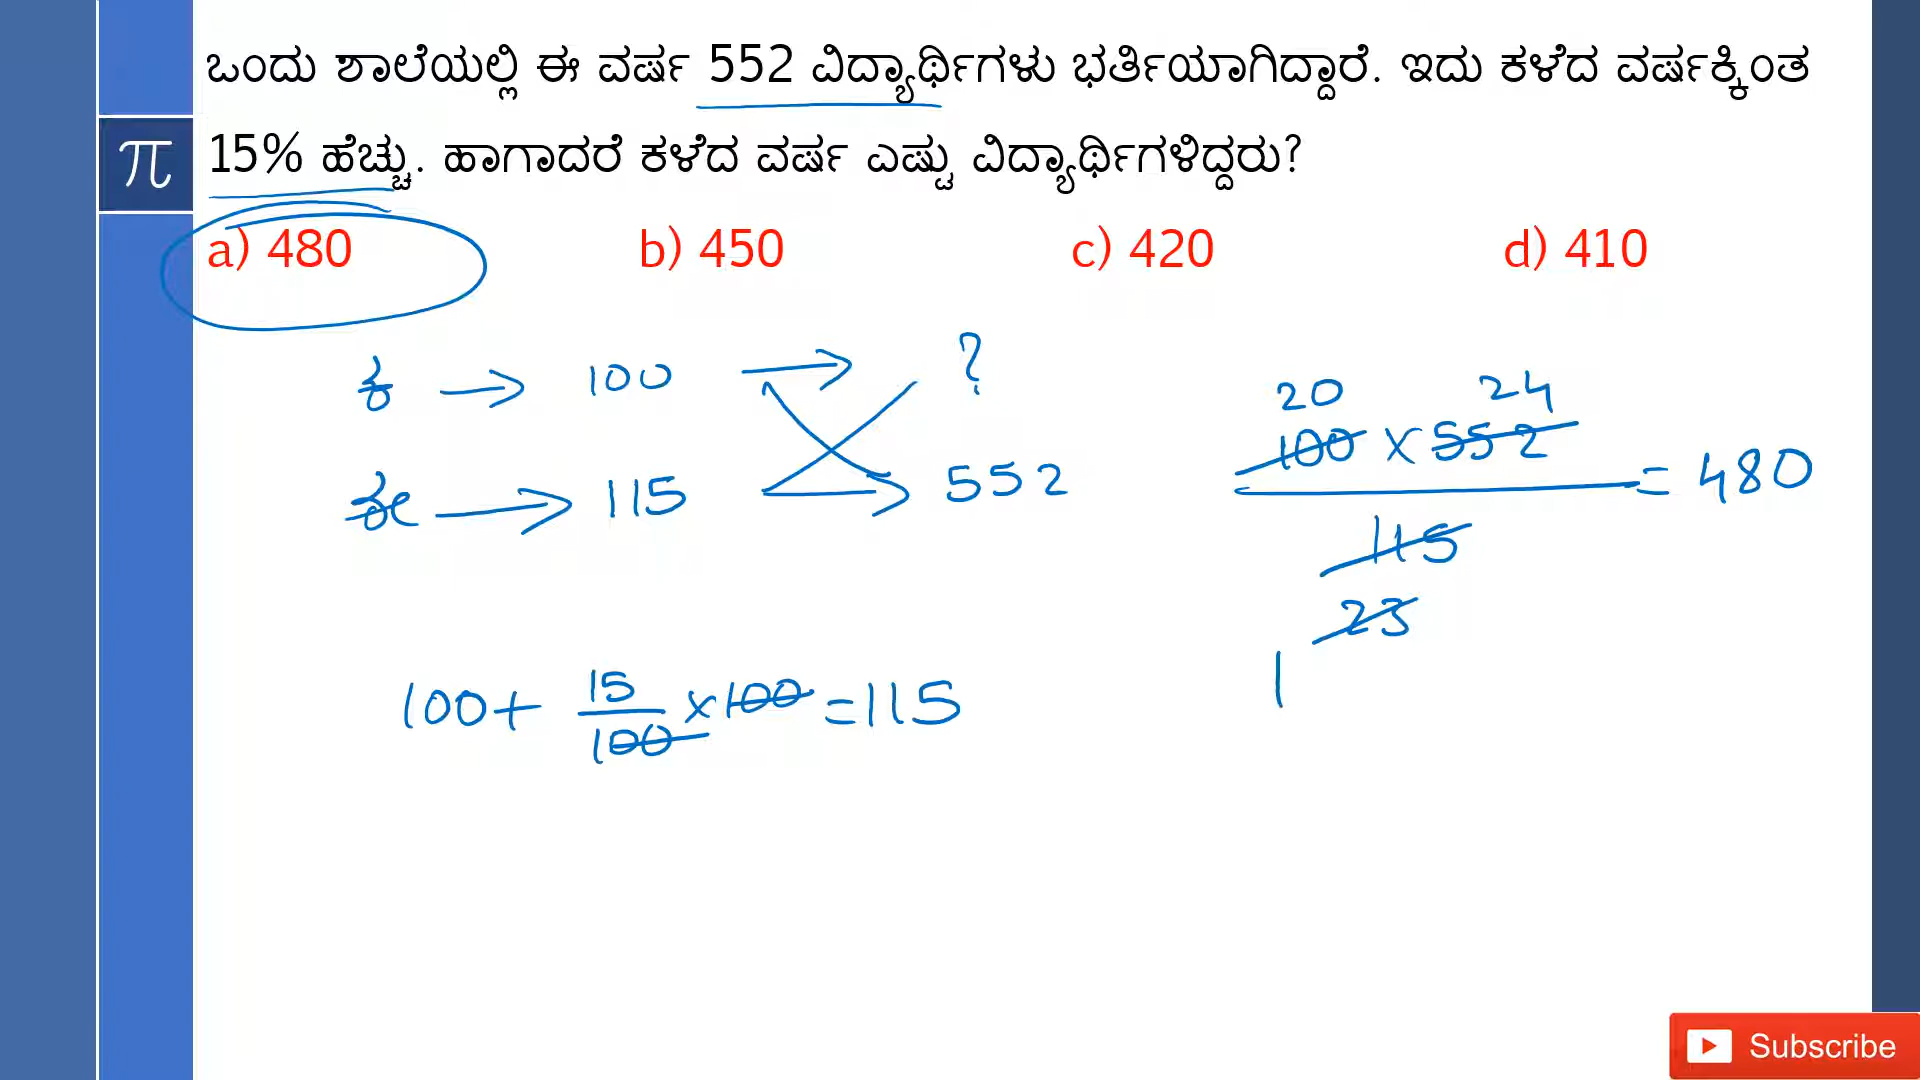 ಒಂದು ಶಾಲೆಯಲ್ಲಿ ಈ ವರ್ಷ 552 ವಿದ್ಯಾರ್ಥಿಗಳು ಭರ್ತಿಯಾಗಿದ್ದಾರೆ. ಇದು ಕಳೆದ ವರ್ಷಕ್ಕಿಂತ
π 15% ಹೆಚ್ಚು. ಹಾಗಾದರೆ ಕಳೆದ ವರ್ಷ ಎಷ್ಟು ವಿದ್ಯಾರ್ಥಿಗಳಿದ್ದರು?
a) 480 b) 450 c) 420 d) 410
→ 100 → ?
→ 115 → 552
20 24
100 × 552 = 480
115
23
1
100 + 15/100 × 100 = 115
Subscribe